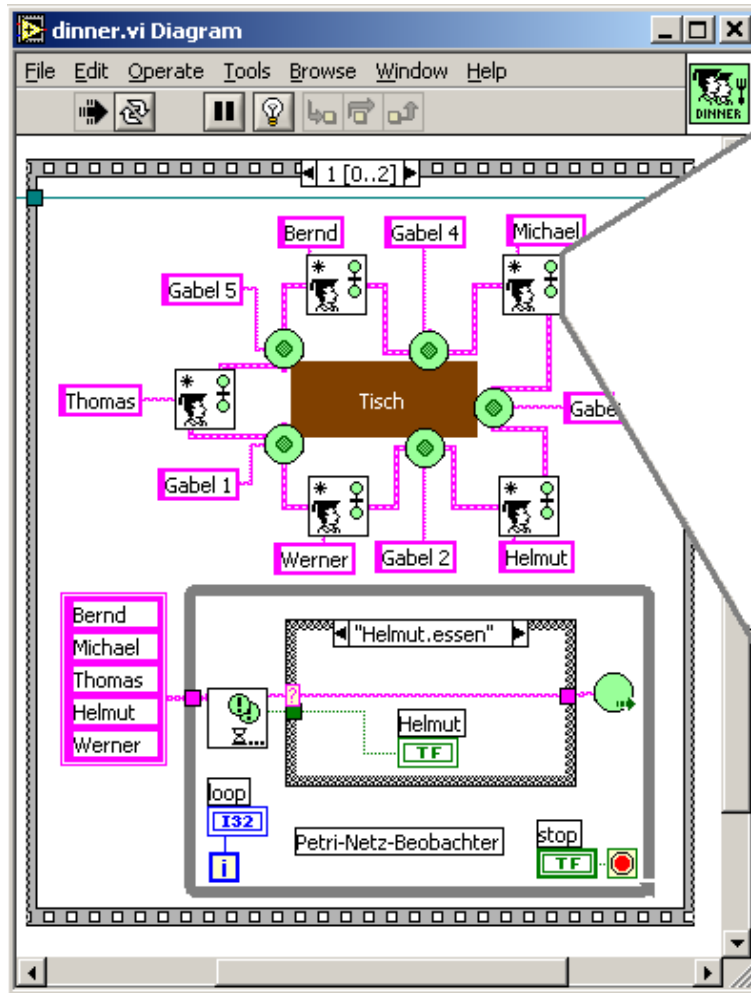 dinner.vi Diagram
File Edit Operate Tools Browse Window Help
DINNER
1 [0..2]
Bernd Gabel 4 Michael
Gabel 5
Thomas Tisch
Gabel 1
Werner Gabel 2 Helmut
Bernd
Michael
Thomas
Helmut
Werner
"Helmut.essen"
?
Helmut
TF
loop
I32
i
Petri-Netz-Beobachter
stop
TF